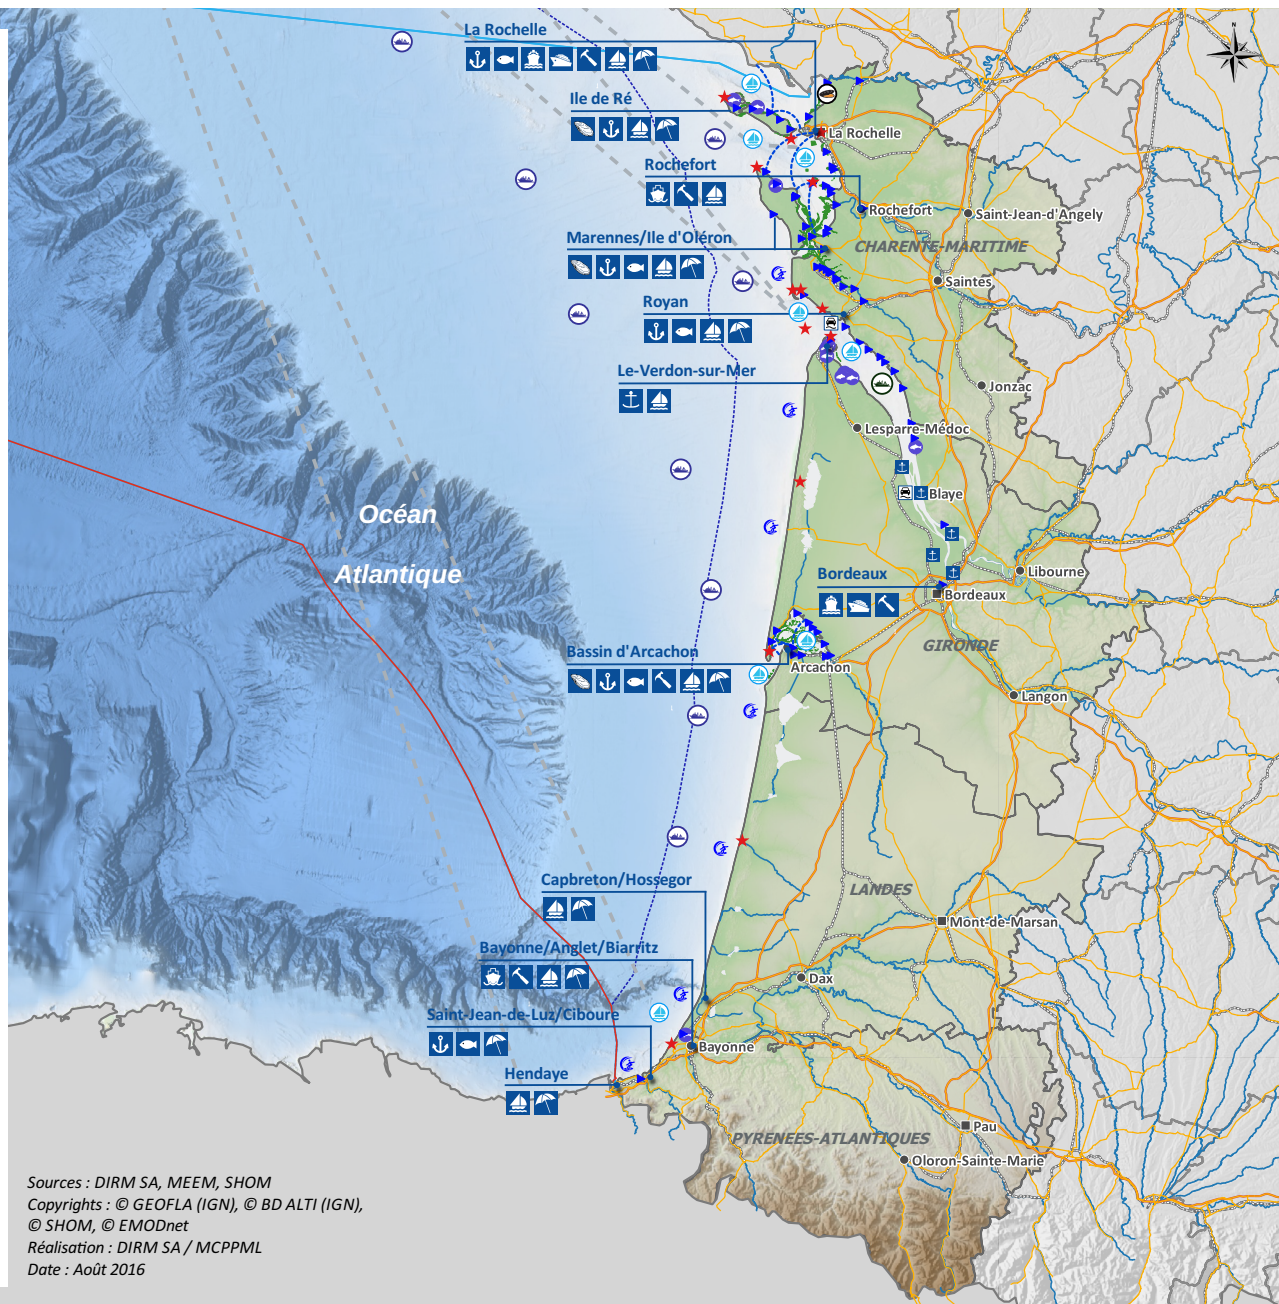 N
La Rochelle
Ile de Ré
La Rochelle
Rochefort
Rochefort
Saint-Jean-d'Angely
Marennes/Ile d'Oléron
CHARENTE-MARITIME
Saintes
Royan
Le-Verdon-sur-Mer
Jonzac
Lesparre-Médoc
Blaye
Océan
Atlantique
Libourne
Bordeaux
Bordeaux
GIRONDE
Bassin d'Arcachon
Arcachon
Langon
Capbreton/Hossegor
LANDES
Mont-de-Marsan
Bayonne/Anglet/Biarritz
Dax
Saint-Jean-de-Luz/Ciboure
Bayonne
Hendaye
Pau
PYRENEES-ATLANTIQUES
Oloron-Sainte-Marie
Sources : DIRM SA, MEEM, SHOM
Copyrights : © GEOFLA (IGN), © BD ALTI (IGN),
© SHOM, © EMODnet
Réalisation : DIRM SA / MCPPML
Date : Août 2016